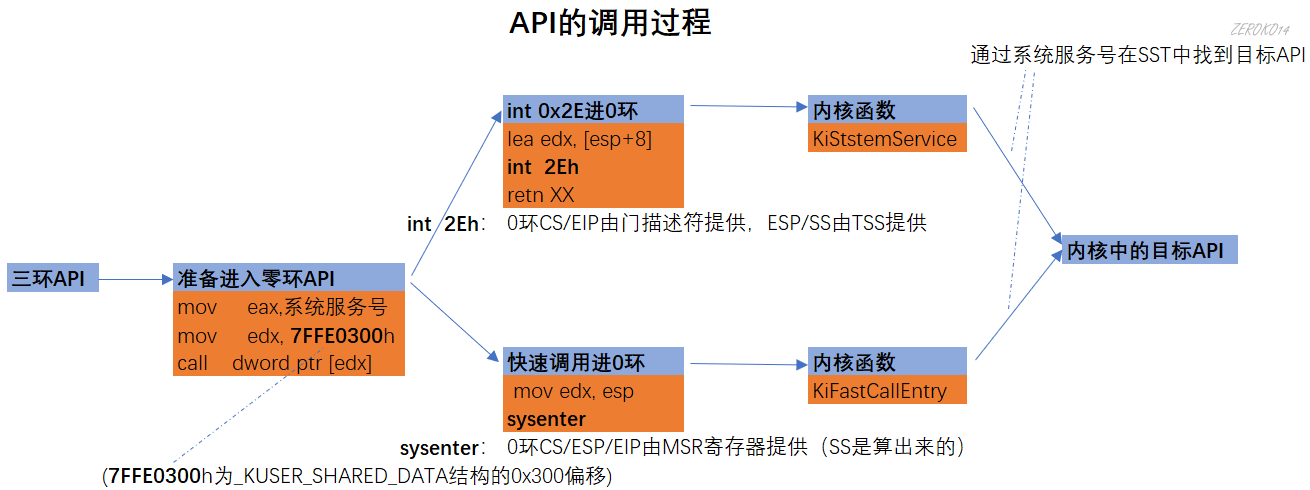 API的调用过程
ZEROKO14
通过系统服务号在SST中找到目标API
int 0x2E进0环
lea edx, [esp+8]
int 2Eh
retn XX
内核函数
KiStstemService
int 2Eh： 0环CS/EIP由门描述符提供，ESP/SS由TSS提供
内核中的目标API
三环API
准备进入零环API
mov eax,系统服务号
mov edx, 7FFE0300h
call dword ptr [edx]
快速调用进0环
mov edx, esp
sysenter
内核函数
KiFastCallEntry
sysenter： 0环CS/ESP/EIP由MSR寄存器提供（SS是算出来的）
(7FFE0300h为_KUSER_SHARED_DATA结构的0x300偏移)